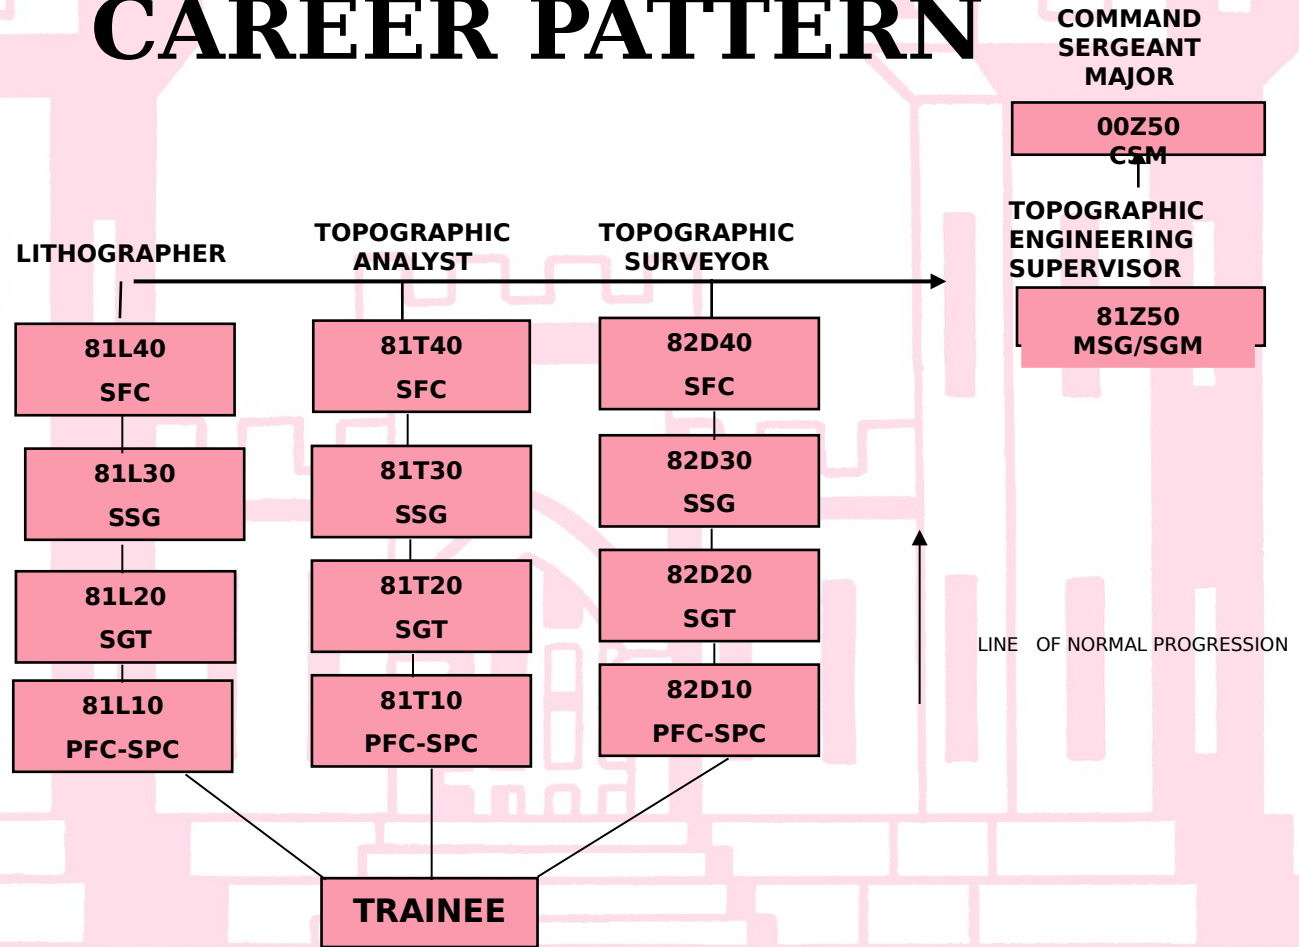 CAREER PATTERN
COMMAND
SERGEANT
MAJOR
00Z50
CSM
TOPOGRAPHIC
ENGINEERING
SUPERVISOR
81Z50
MSG/SGM
LITHOGRAPHER
81L40
SFC
81L30
SSG
81L20
SGT
81L10
PFC-SPC
TOPOGRAPHIC
ANALYST
81T40
SFC
81T30
SSG
81T20
SGT
81T10
PFC-SPC
TOPOGRAPHIC
SURVEYOR
82D40
SFC
82D30
SSG
82D20
SGT
82D10
PFC-SPC
LINE   OF NORMAL PROGRESSION
TRAINEE